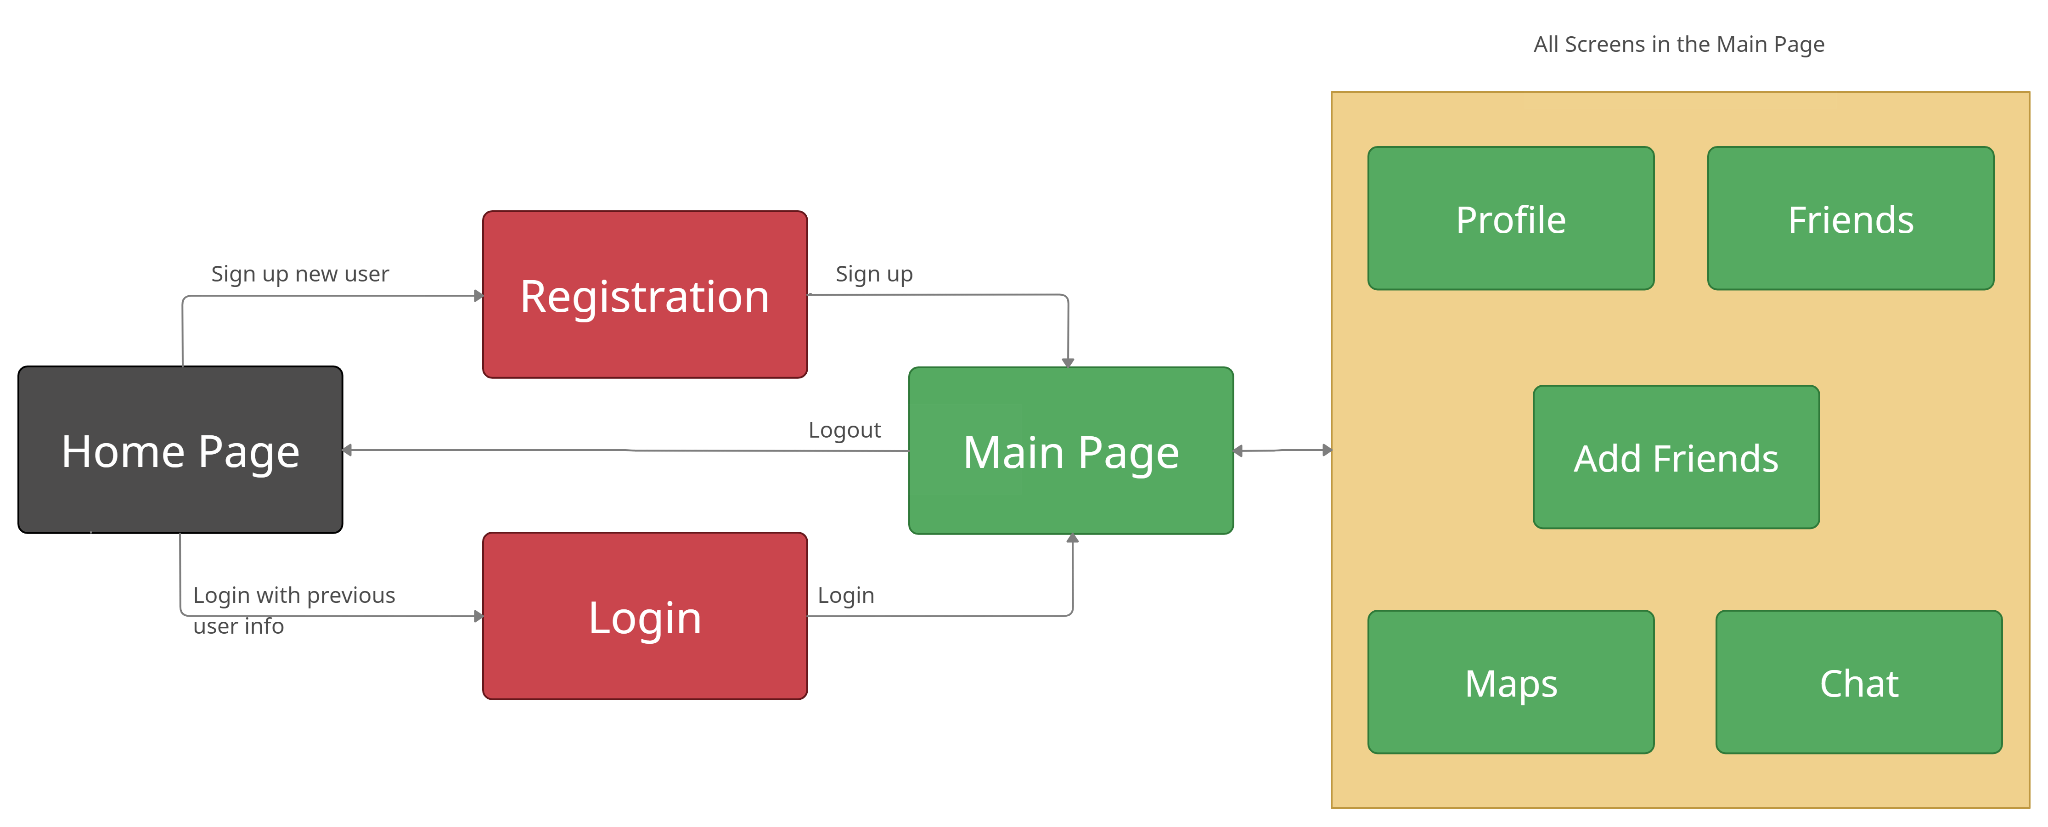 All Screens in the Main Page
Profile
Friends
Sign up new user
Registration
Sign up
Home Page
Logout
Main Page
Add Friends
Login with previous
user info
Login
Login
Maps
Chat